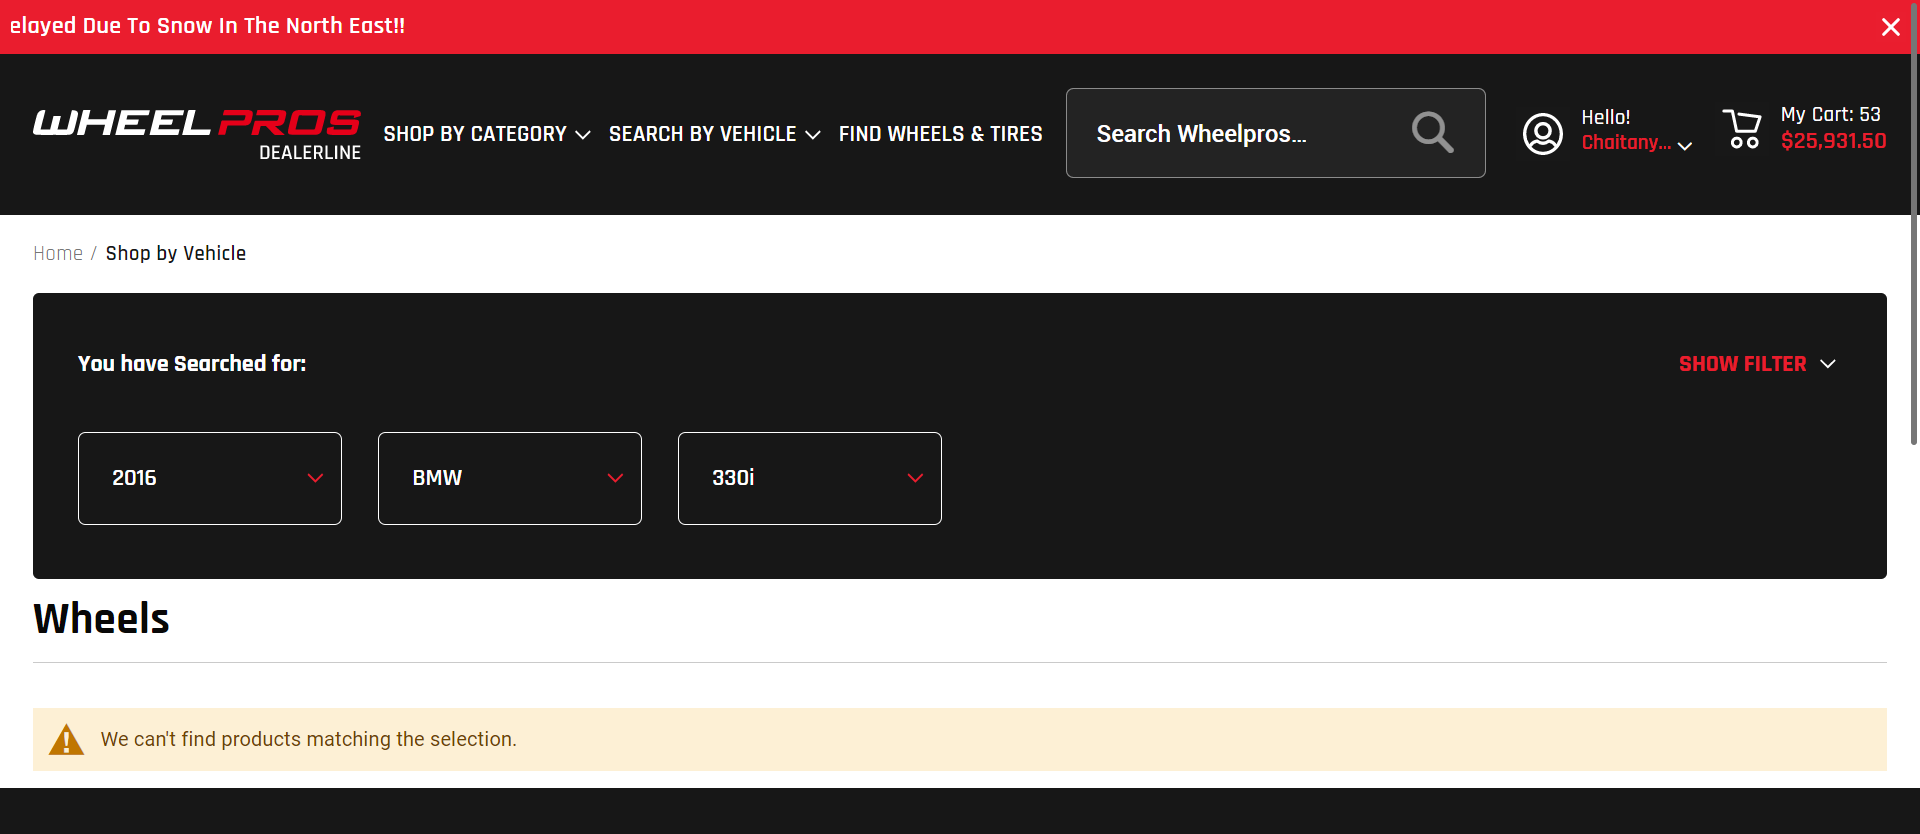 elayed Due To Snow In The North East!!
WHEEL PROS
DEALERLINE
SHOP BY CATEGORY
SEARCH BY VEHICLE
FIND WHEELS & TIRES
Search Wheelpros...
Hello!
Chaitany...
My Cart: 53
$25,931.50
Home / Shop by Vehicle
You have Searched for:
SHOW FILTER
2016
BMW
330i
Wheels
We can't find products matching the selection.